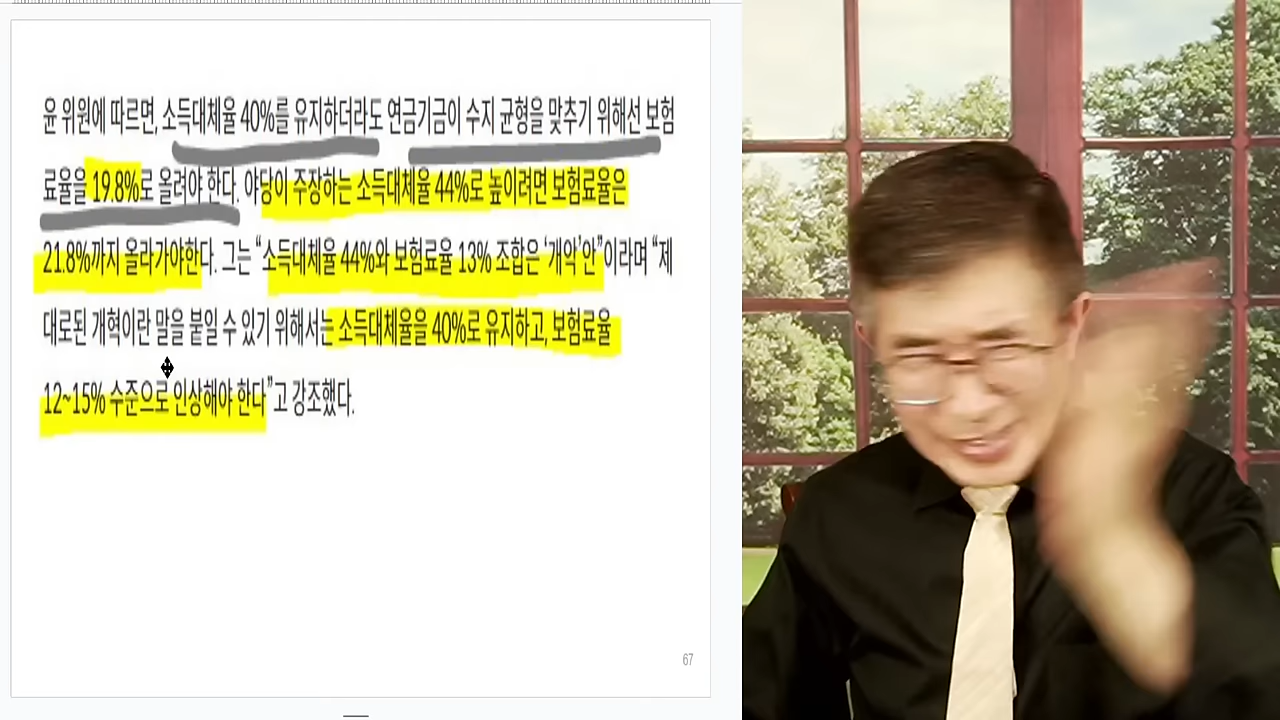 윤 위원에 따르면, 소득대체율 40%를 유지하더라도 연금기금이 수지 균형을 맞추기 위해선 보험
료율을 19.8%로 올려야 한다. 야당이 주장하는 소득대체율 44%로 높이려면 보험료율은
21.8%까지 올라가야한다. 그는 “소득대체율 44%와 보험료율 13% 조합은 ‘개악’안”이라며 “제
대로된 개혁이란 말을 붙일 수 있기 위해서는 소득대체율을 40%로 유지하고, 보험료율
12~15% 수준으로 인상해야 한다”고 강조했다.
67